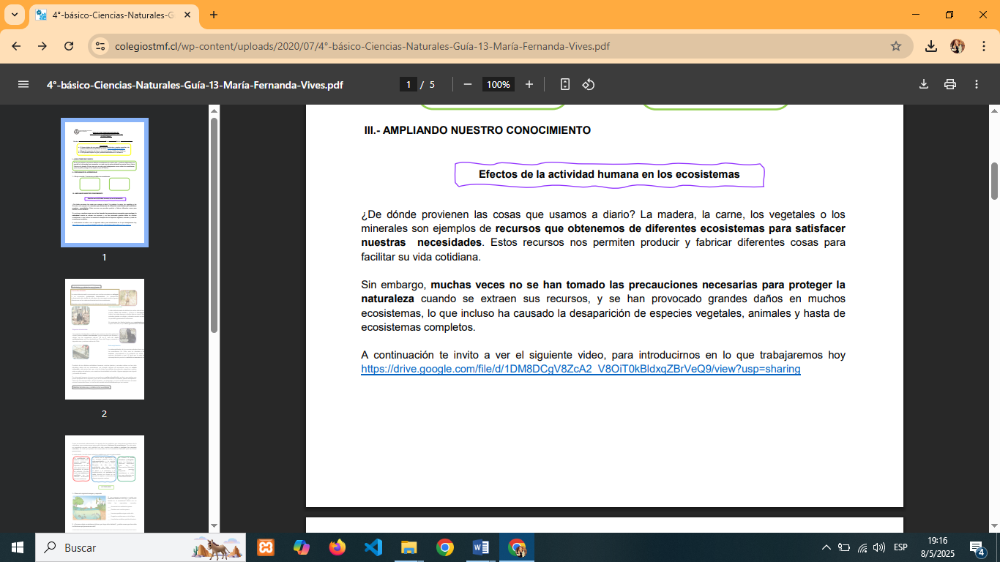 4°-básico-Ciencias-Naturales-G
colegiostmf.cl/wp-content/uploads/2020/07/4°-básico-Ciencias-Naturales-Guía-13-María-Fernanda-Vives.pdf
4°-básico-Ciencias-Naturales-Guía-13-María-Fernanda-Vives.pdf
1 / 5
100%
III.- AMPLIANDO NUESTRO CONOCIMIENTO
Efectos de la actividad humana en los ecosistemas
¿De dónde provienen las cosas que usamos a diario? La madera, la carne, los vegetales o los
minerales son ejemplos de recursos que obtenemos de diferentes ecosistemas para satisfacer
nuestras necesidades. Estos recursos nos permiten producir y fabricar diferentes cosas para
facilitar su vida cotidiana.
Sin embargo, muchas veces no se han tomado las precauciones necesarias para proteger la
naturaleza cuando se extraen sus recursos, y se han provocado grandes daños en muchos
ecosistemas, lo que incluso ha causado la desaparición de especies vegetales, animales y hasta de
ecosistemas completos.
A continuación te invito a ver el siguiente video, para introducirnos en lo que trabajaremos hoy
https://drive.google.com/file/d/1DM8DCgV8ZcA2_V8OiT0kBldxqZBrVeQ9/view?usp=sharing
1
2
Buscar
ESP
19:16
8/5/2025
4